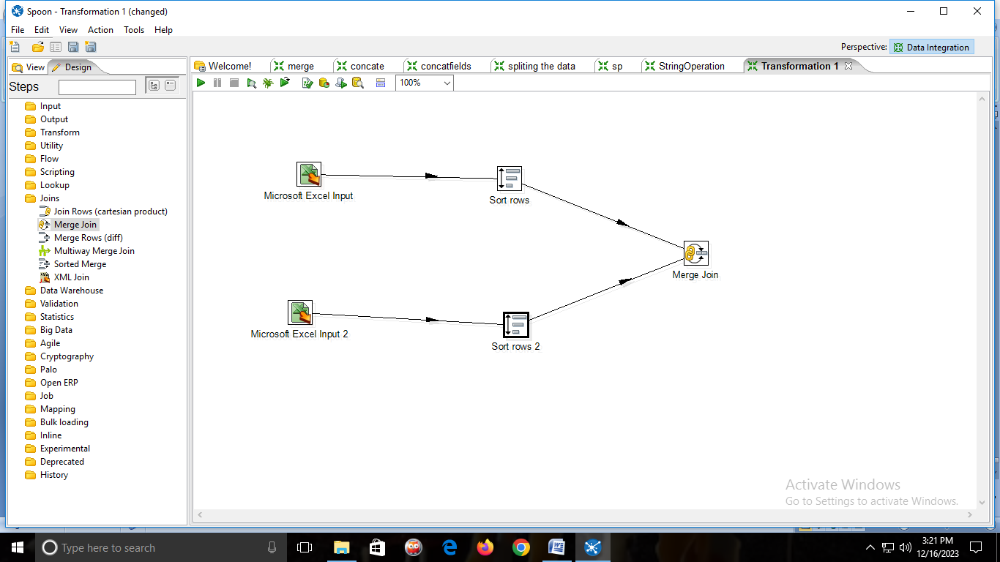 Spoon - Transformation 1 (changed)
File Edit View Action Tools Help
Perspective: Data Integration
View Design
Welcome! merge concate concatfields spliting the data sp StringOperation Transformation 1
Steps
100%
Input
Output
Transform
Utility
Flow
Scripting
Lookup
Joins
Join Rows (cartesian product)
Merge Join
Merge Rows (diff)
Multiway Merge Join
Sorted Merge
XML Join
Data Warehouse
Validation
Statistics
Big Data
Agile
Cryptography
Palo
Open ERP
Job
Mapping
Bulk loading
Inline
Experimental
Deprecated
History
Microsoft Excel Input
Sort rows
Merge Join
Microsoft Excel Input 2
Sort rows 2
Activate Windows
Go to Settings to activate Windows.
Type here to search
3:21 PM
12/16/2023